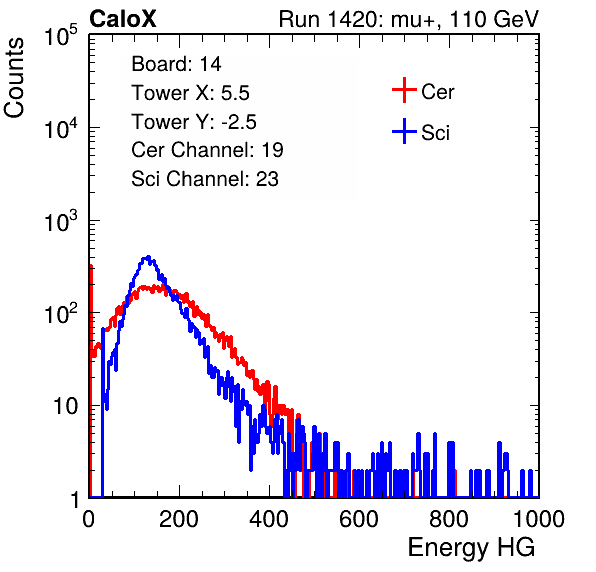 CaloX Run 1420: mu+, 110 GeV
Counts
Board: 14
Tower X: 5.5
Tower Y: -2.5
Cer Channel: 19
Sci Channel: 23
Cer
Sci
10^5
10^4
10^3
10^2
10
1
0 200 400 600 800 1000
Energy HG